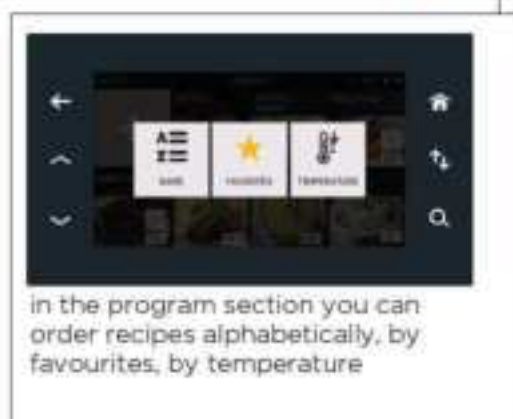 NAME
FAVOURITES
TEMPERATURE
in the program section you can
order recipes alphabetically, by
favourites, by temperature